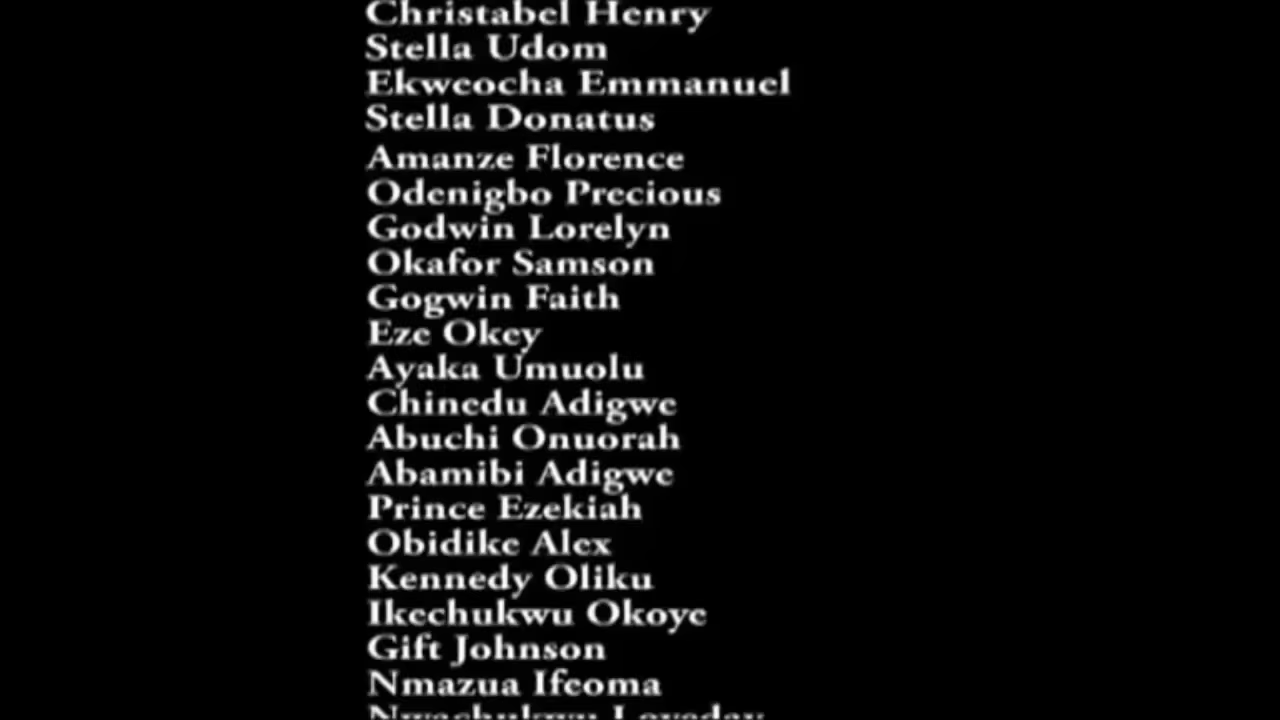 Christabel Henry
Stella Udom
Ekweocha Emmanuel
Stella Donatus
Amanze Florence
Odenigbo Precious
Godwin Lorelyn
Okafor Samson
Gogwin Faith
Eze Okey
Ayaka Umuolu
Chinedu Adigwe
Abuchi Onuorah
Abamibi Adigwe
Prince Ezekiah
Obidike Alex
Kennedy Oliku
Ikechukwu Okoye
Gift Johnson
Nmazua Ifeoma
Nwachukwu Loveday